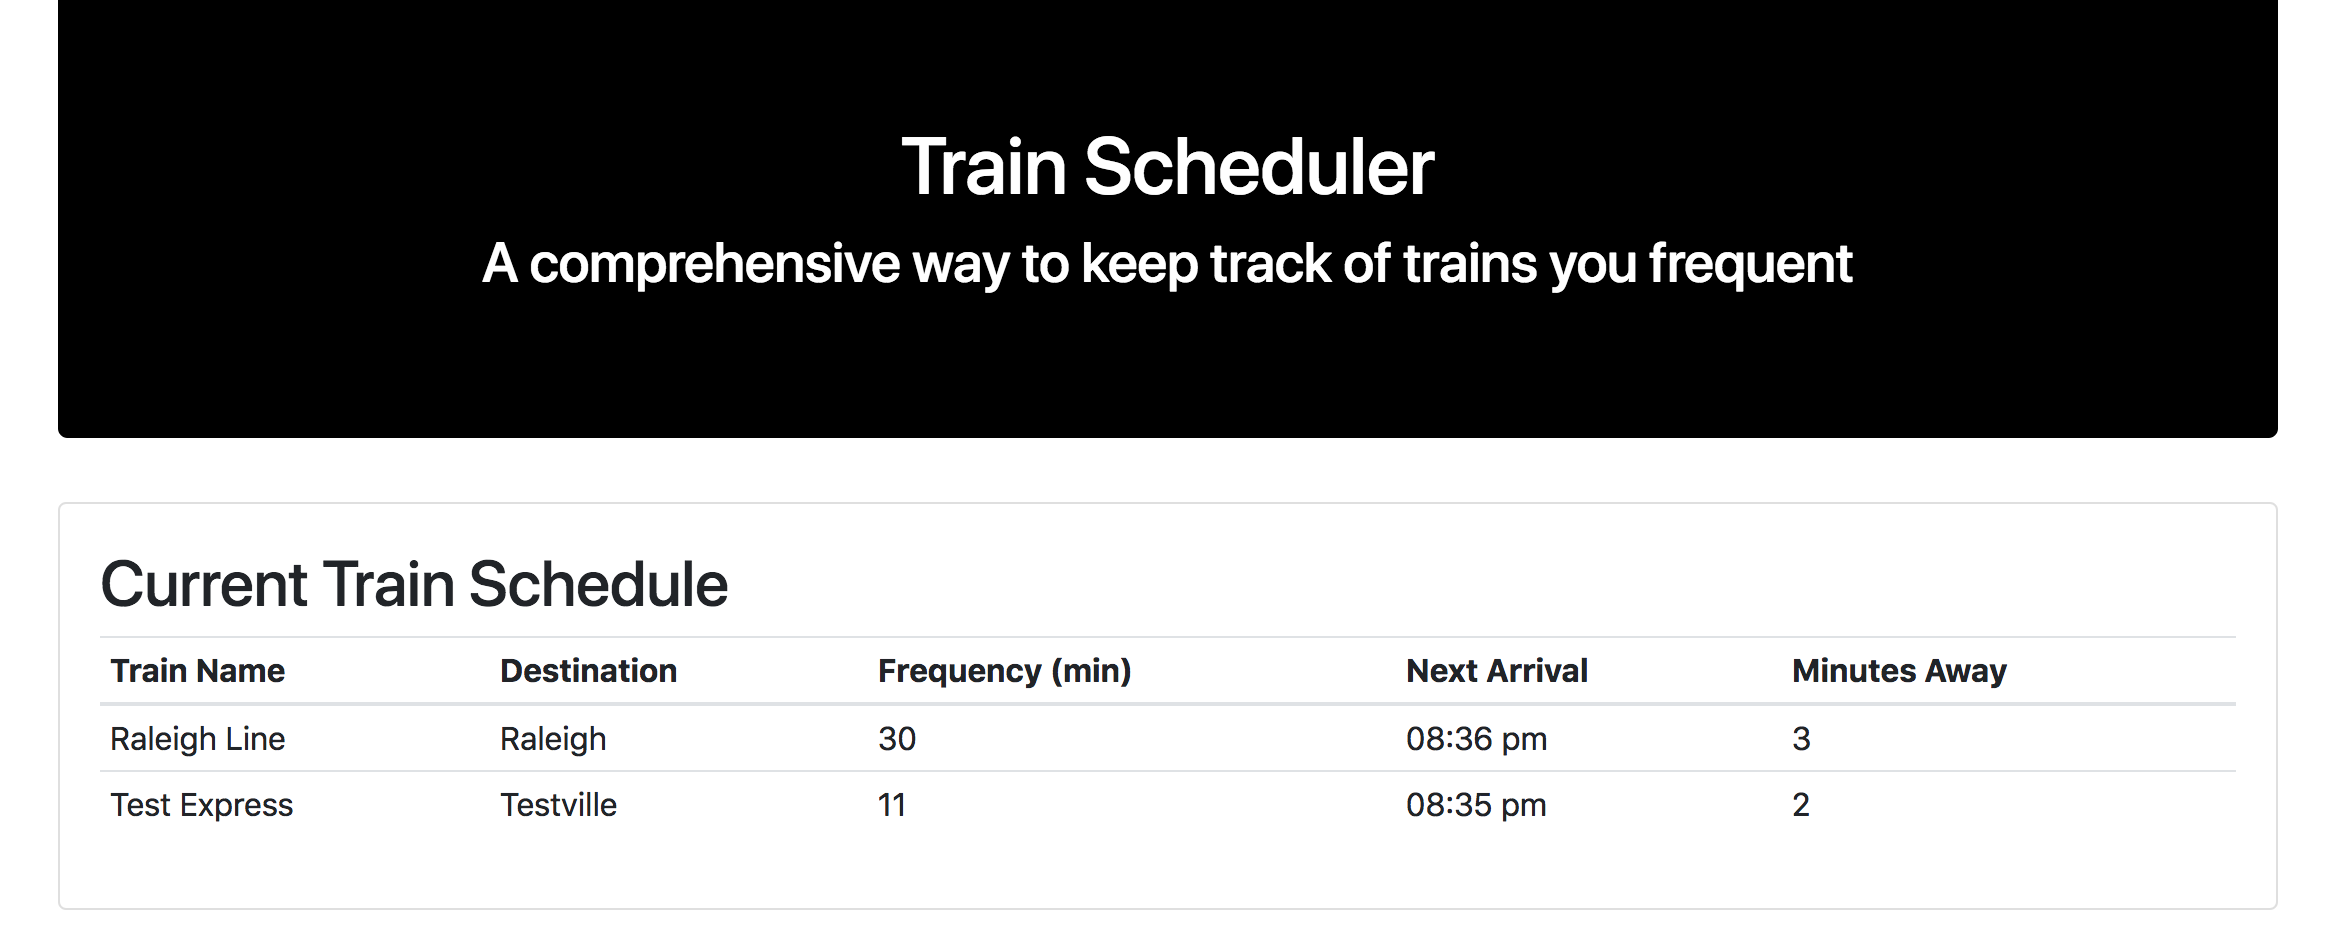 Train Scheduler
A comprehensive way to keep track of trains you frequent
Current Train Schedule
Train Name Destination Frequency (min) Next Arrival Minutes Away
Raleigh Line Raleigh 30 08:36 pm 3
Test Express Testville 11 08:35 pm 2